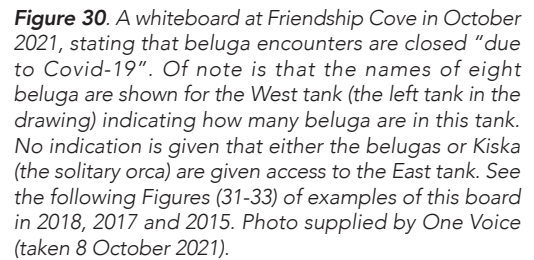 Figure 30. A whiteboard at Friendship Cove in October
2021, stating that beluga encounters are closed “due
to Covid-19”. Of note is that the names of eight
beluga are shown for the West tank (the left tank in the
drawing) indicating how many beluga are in this tank.
No indication is given that either the belugas or Kiska
(the solitary orca) are given access to the East tank. See
the following Figures (31-33) of examples of this board
in 2018, 2017 and 2015. Photo supplied by One Voice
(taken 8 October 2021).